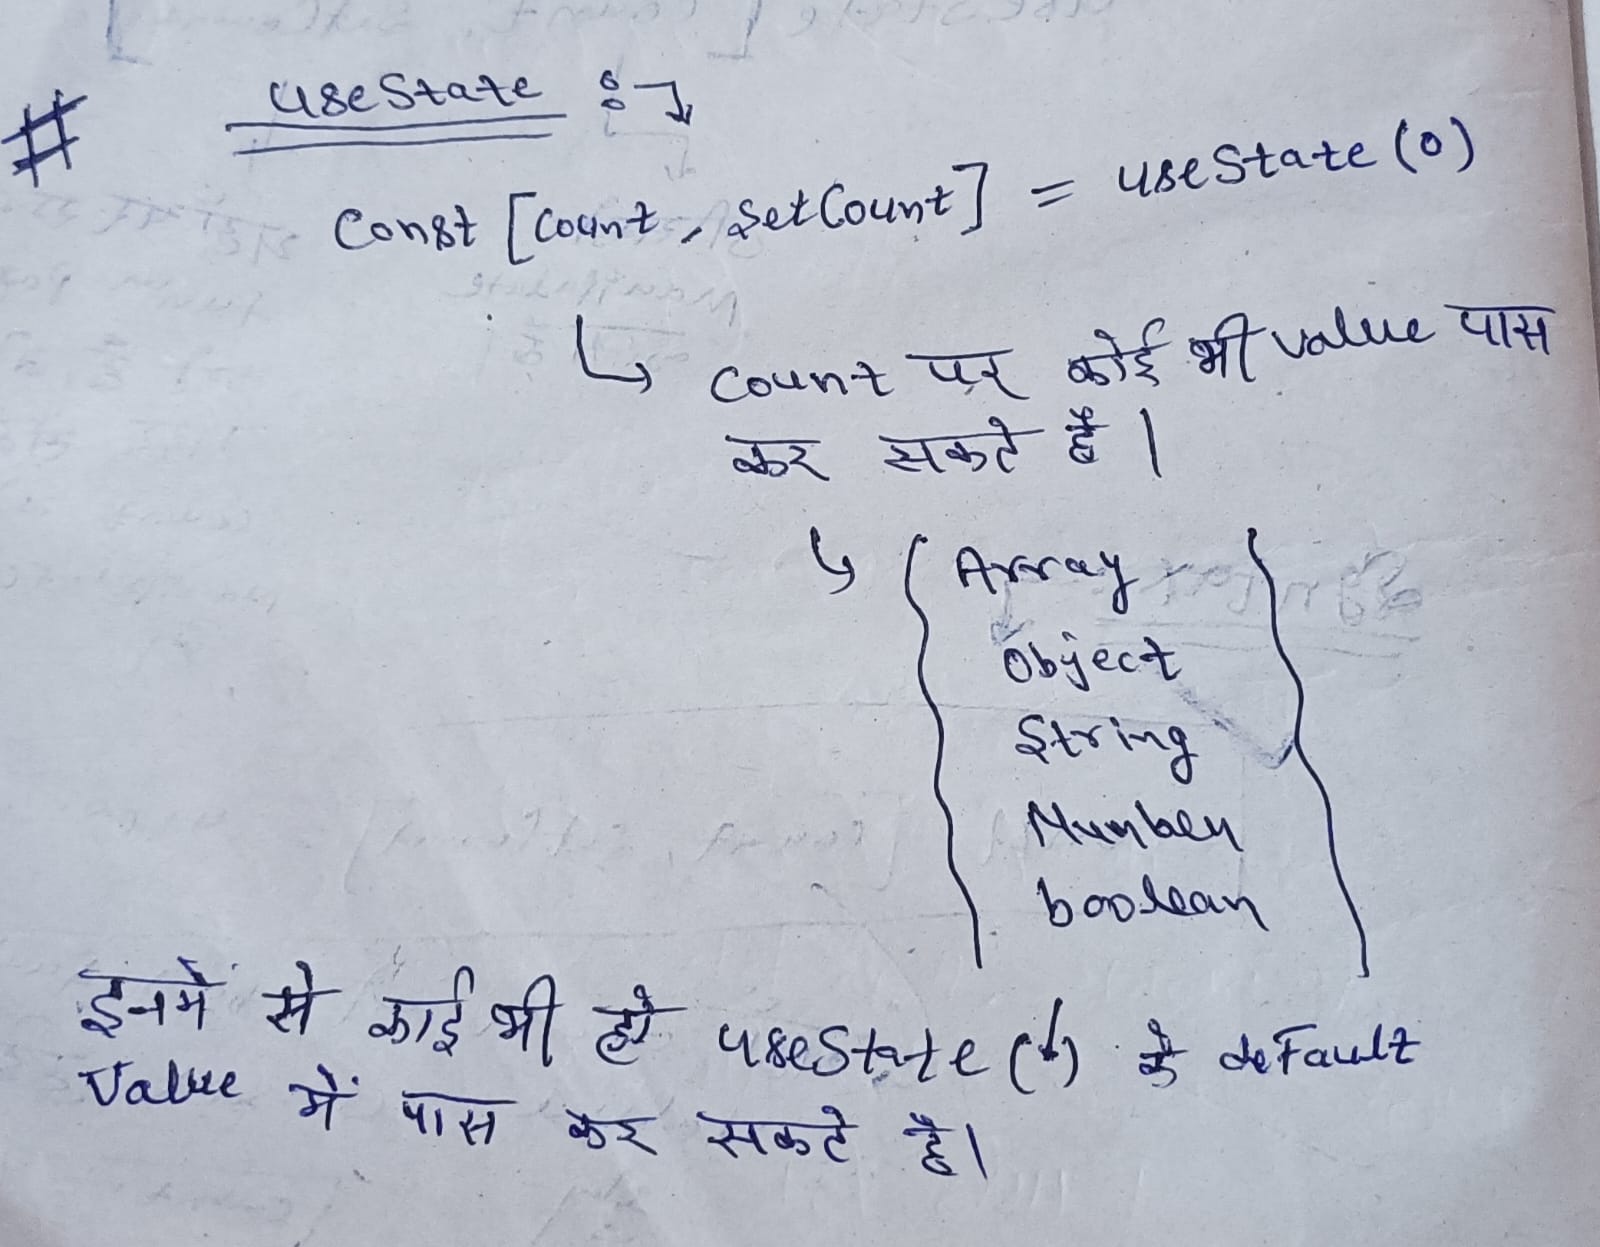 # useState :
Const [Count, SetCount] = useState (0)
Count पर कोई भी value पास
कर सकते है।
Array
Object
String
Number
boolean
इनमें से काई भी हो useState (↓) के deFault
Value में पास कर सकते है।